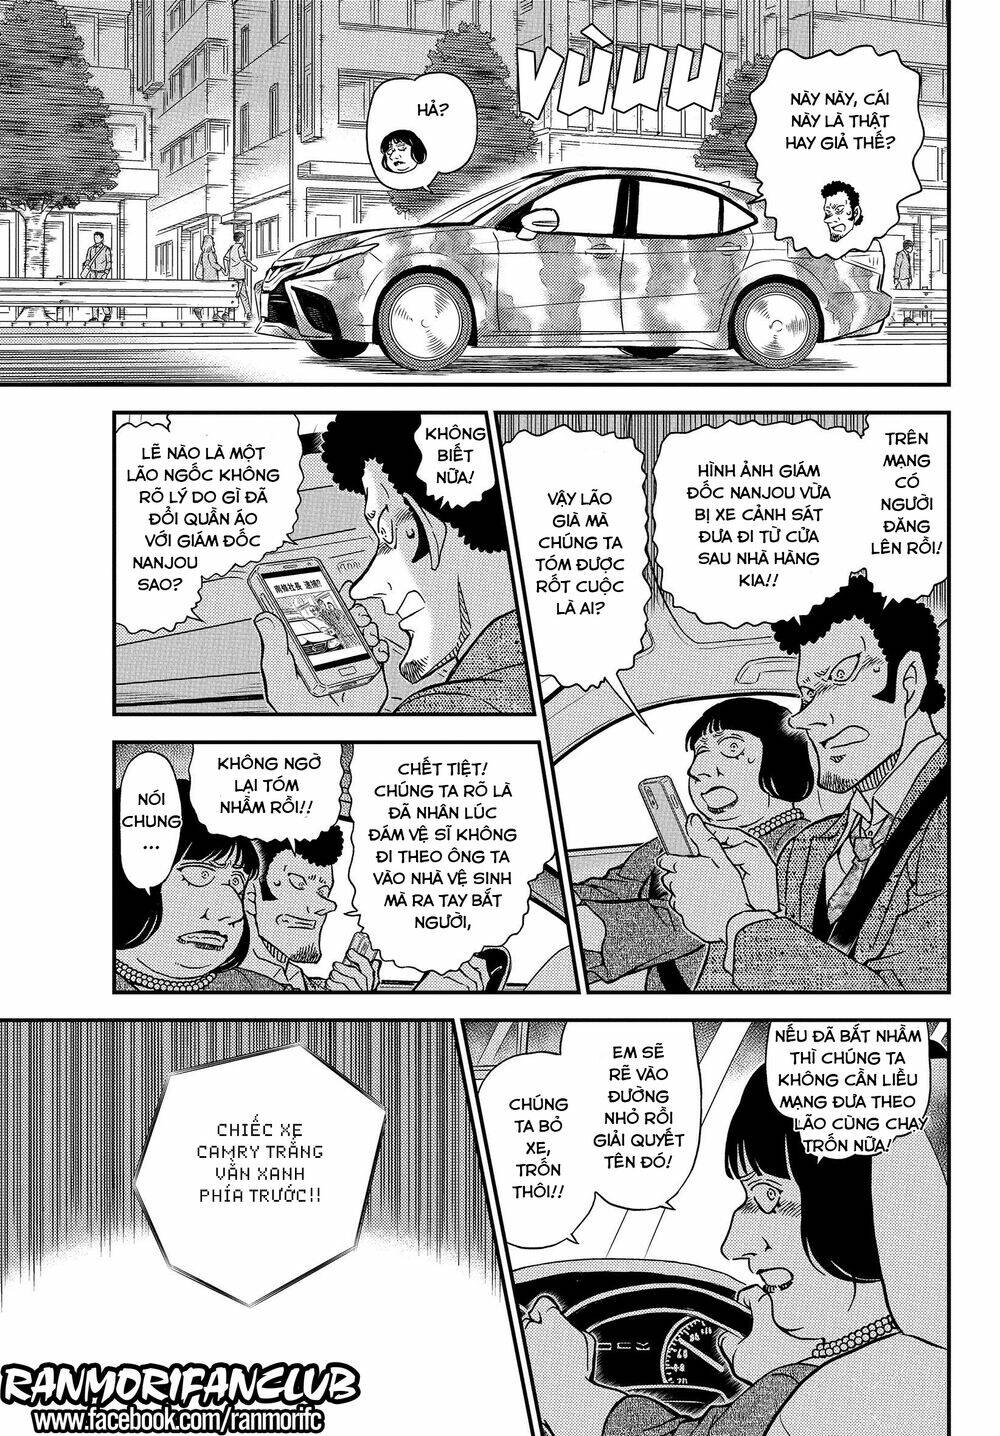 NÀY NÀY, CÁI
NÀY LÀ THẬT
HAY GIẢ THẾ?
VÙUUU
HẢ?
TRÊN
MẠNG
CÓ
NGƯỜI
ĐĂNG
LÊN RỒI!
HÌNH ẢNH GIÁM
ĐỐC NANJOU VỪA
BỊ XE CẢNH SÁT
ĐƯA ĐI TỪ CỬA
SAU NHÀ HÀNG
KIA!!
VẬY LÃO
GIÀ MÀ
CHÚNG TA
TÓM ĐƯỢC
RỐT CUỘC
LÀ AI?
KHÔNG
BIẾT
NỮA!
LẼ NÀO LÀ MỘT
LÃO NGỐC KHÔNG
RÕ LÝ DO GÌ ĐÃ
ĐỔI QUẦN ÁO
VỚI GIÁM ĐỐC
NANJOU
SAO?
CHẾT TIỆT!
CHÚNG TA RÕ LÀ
ĐÃ NHÂN LÚC
ĐÁM VỆ SĨ KHÔNG
ĐI THEO ÔNG TA
VÀO NHÀ VỆ SINH
MÀ RA TAY BẮT
NGƯỜI,
KHÔNG NGỜ
LẠI TÓM
NHẦM RỒI!!
NÓI
CHUNG
...
NẾU ĐÃ BẮT NHẦM
THÌ CHÚNG TA
KHÔNG CẦN LIỀU
MẠNG ĐƯA THEO
LÃO CÙNG CHẠY
TRỐN NỮA!
EM SẼ
RẼ VÀO
ĐƯỜNG
NHỎ RỒI
GIẢI QUYẾT
TÊN ĐÓ!
CHÚNG
TA BỎ
XE,
TRỐN
THÔI!!
CHIẾC XE
CAMRY TRẮNG
VẰN XANH
PHÍA TRƯỚC!!
RANMORIFANCLUB
www.facebook.com/ranmorifc